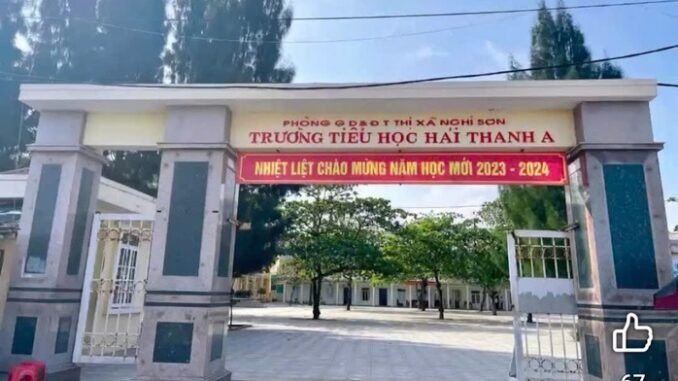 PHÒNG GD&ĐT THỊ XÃ NGHI SƠN
TRƯỜNG TIỂU HỌC HẢI THANH A
NHIỆT LIỆT CHÀO MỪNG NĂM HỌC MỚI 2023 - 2024
67